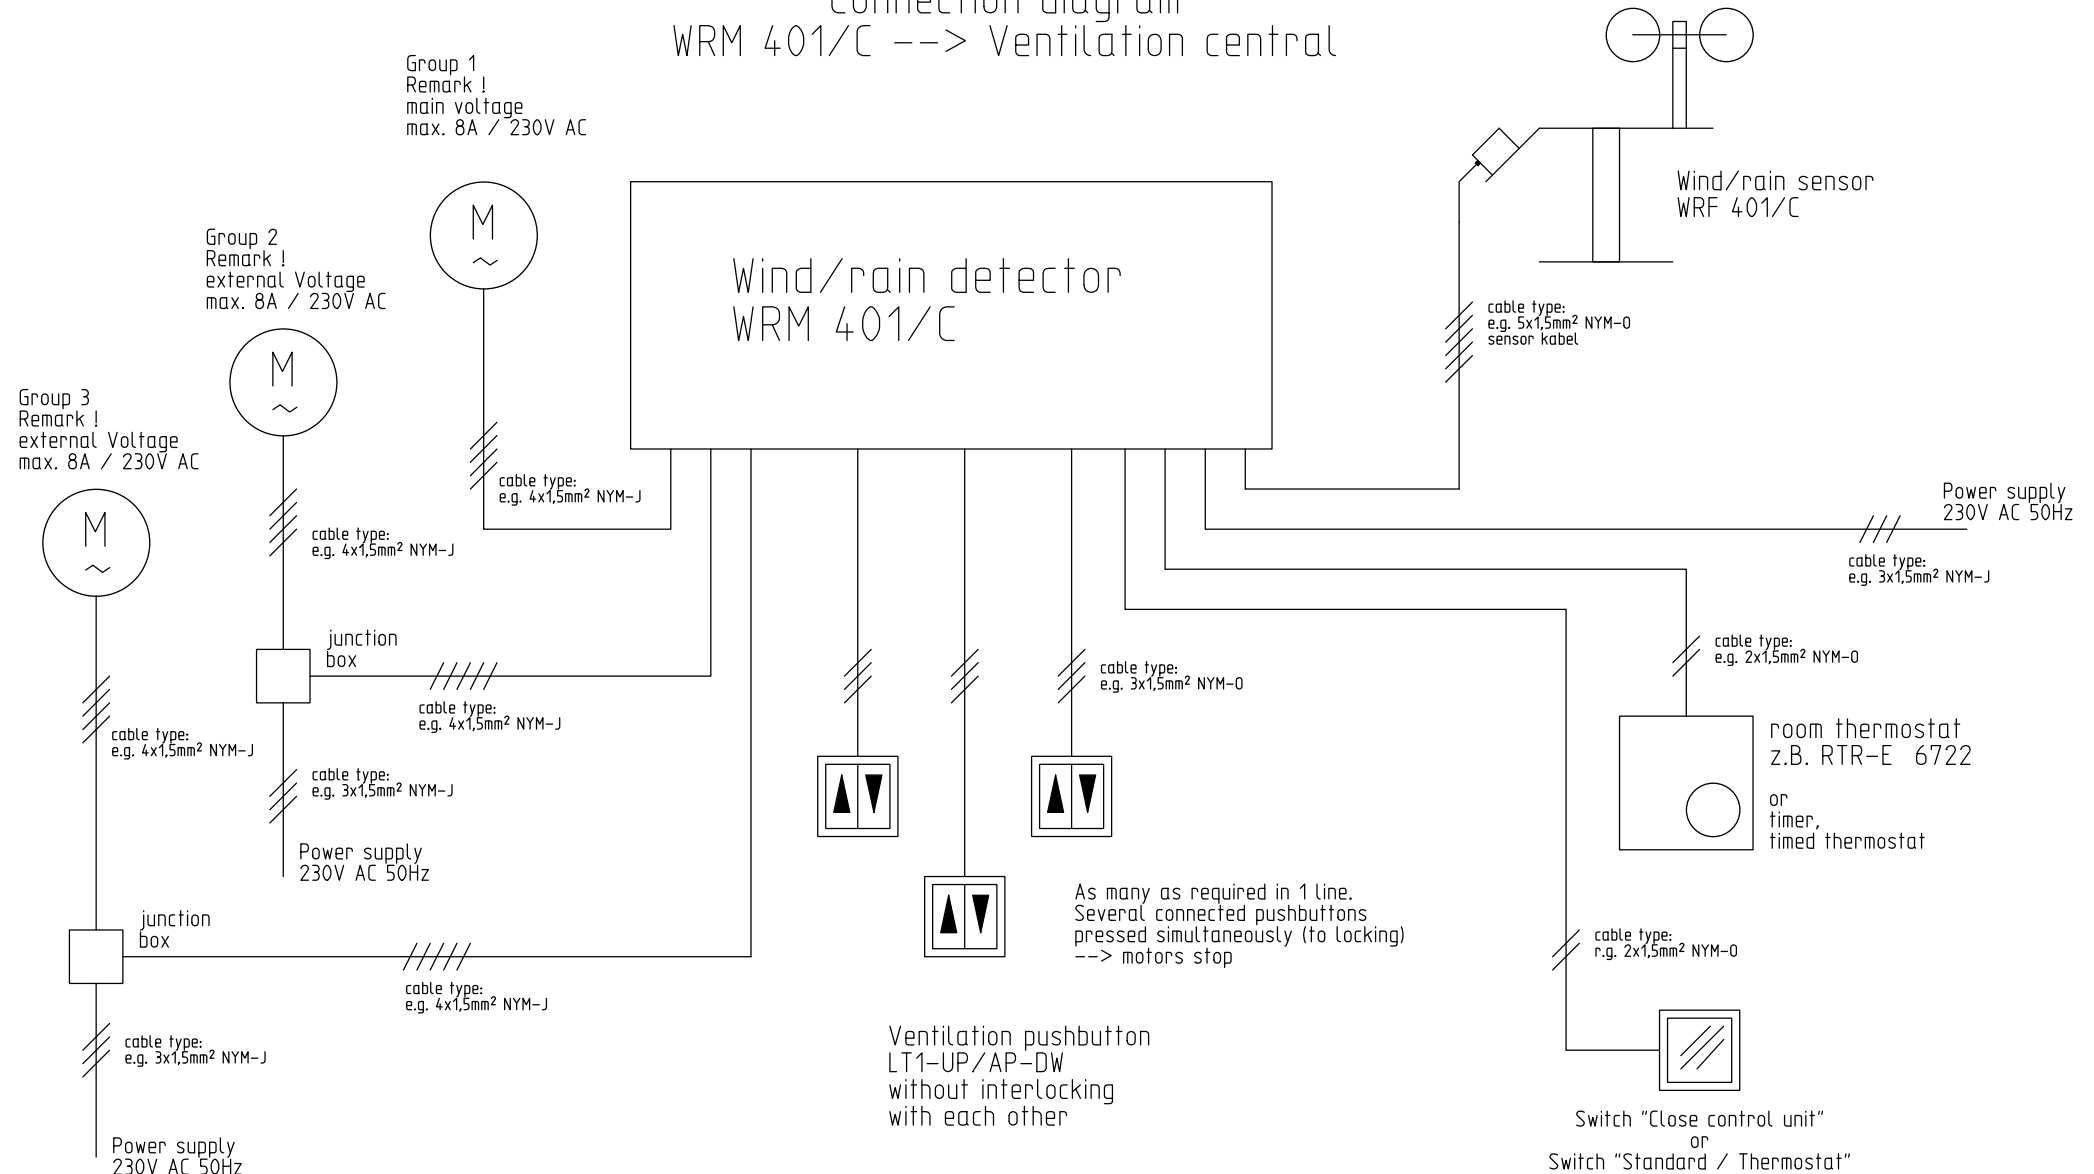 connection diagram
WRM 401/C --> Ventilation central
Group 1
Remark !
main voltage
max. 8A / 230V AC
M
Wind/rain sensor
WRF 401/C
Group 2
Remark !
external Voltage
max. 8A / 230V AC
M
Wind/rain detector
WRM 401/C
cable type:
e.g. 5x1,5mm² NYM-O
sensor kabel
Group 3
Remark !
external Voltage
max. 8A / 230V AC
M
cable type:
e.g. 4x1,5mm² NYM-J
cable type:
e.g. 4x1,5mm² NYM-J
Power supply
230V AC 50Hz
cable type:
e.g. 3x1,5mm² NYM-J
junction
box
cable type:
e.g. 4x1,5mm² NYM-J
cable type:
e.g. 4x1,5mm² NYM-J
cable type:
e.g. 3x1,5mm² NYM-O
cable type:
e.g. 2x1,5mm² NYM-O
room thermostat
z.B. RTR-E 6722
or
timer,
timed thermostat
cable type:
e.g. 3x1,5mm² NYM-J
Power supply
230V AC 50Hz
junction
box
cable type:
e.g. 4x1,5mm² NYM-J
As many as required in 1 line.
Several connected pushbuttons
pressed simultaneously (to locking)
--> motors stop
cable type:
r.g. 2x1,5mm² NYM-O
cable type:
e.g. 3x1,5mm² NYM-J
Ventilation pushbutton
LT1-UP/AP-DW
without interlocking
with each other
Power supply
230V AC 50Hz
Switch "Close control unit"
or
Switch "Standard / Thermostat"